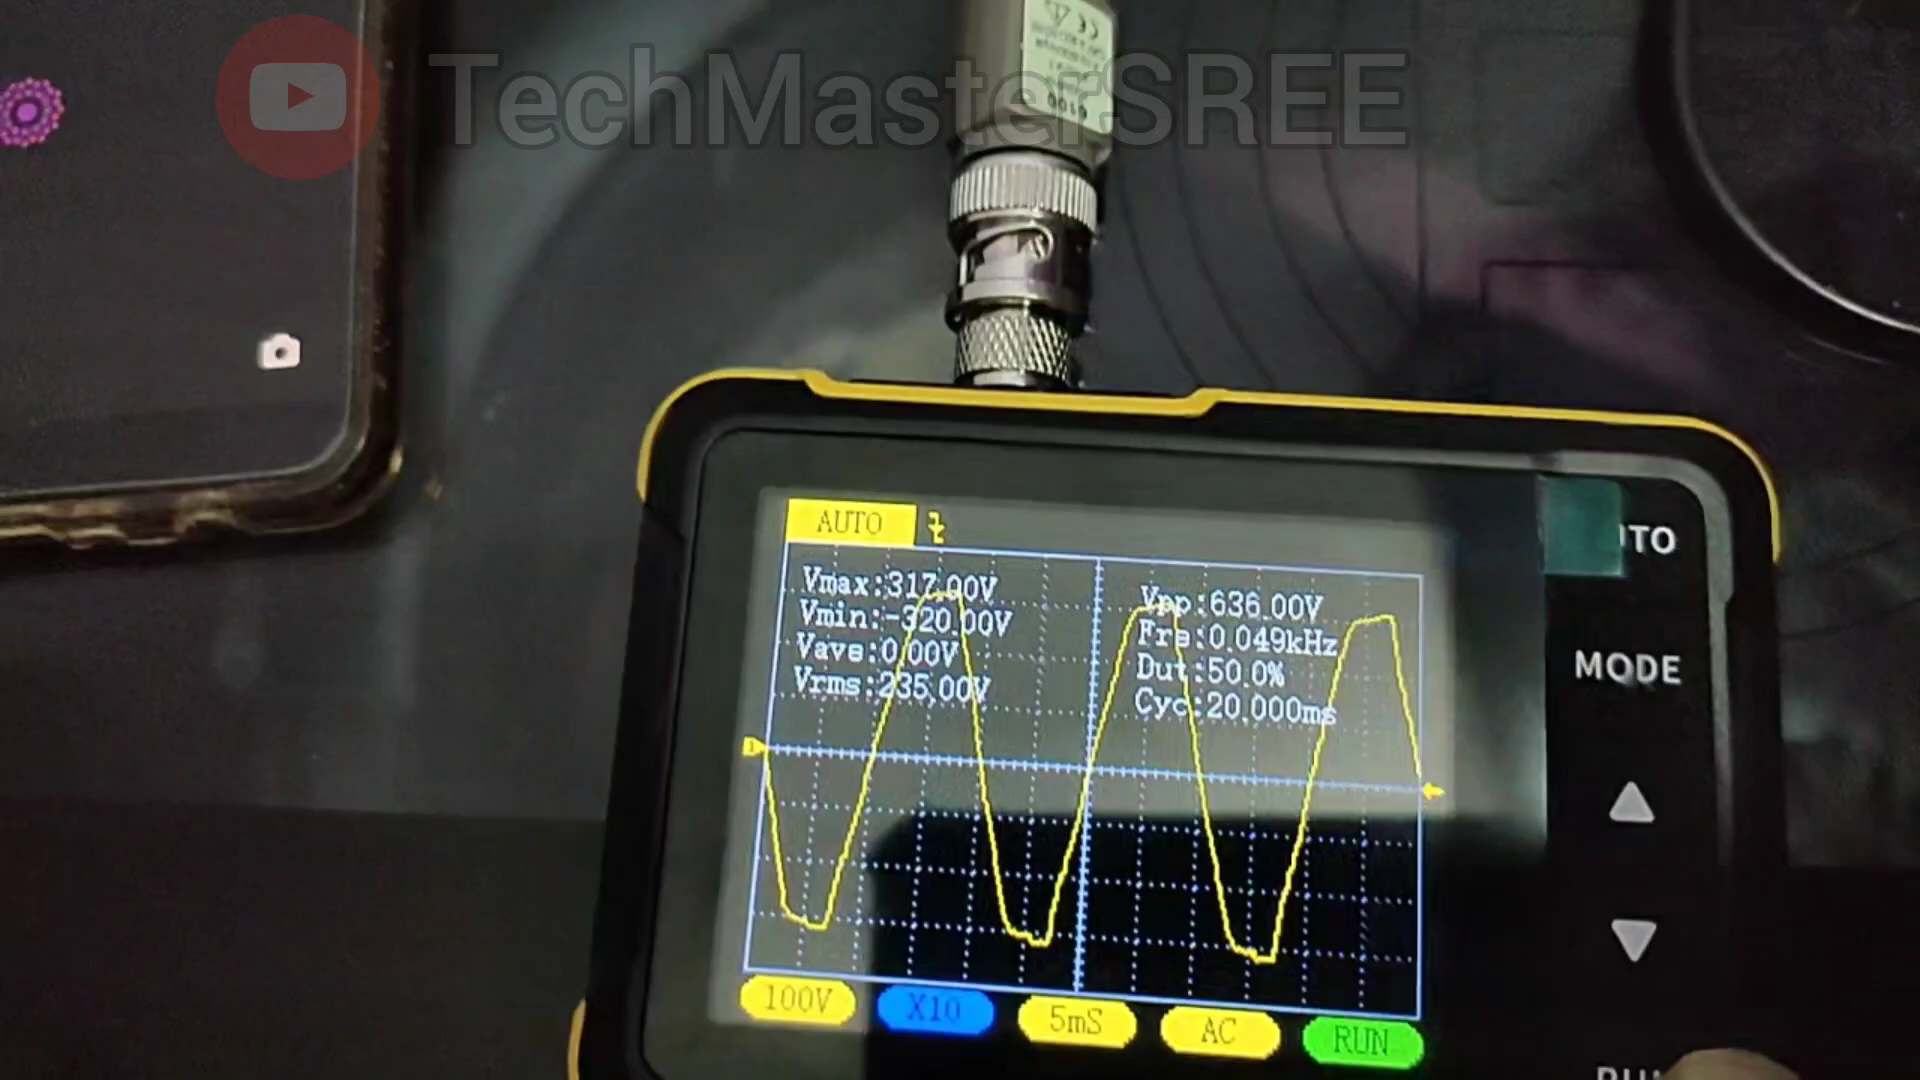 TechMasterSREE
AUTO
Vmax:317.00V
Vmin:-320.00V
Vave:0.00V
Vrms:235.00V
Vpp:636.00V
Fre:0.049kHz
Dut:50.0%
Cyc:20.000ms
100V
X10
5mS
AC
RUN
UTO
MODE